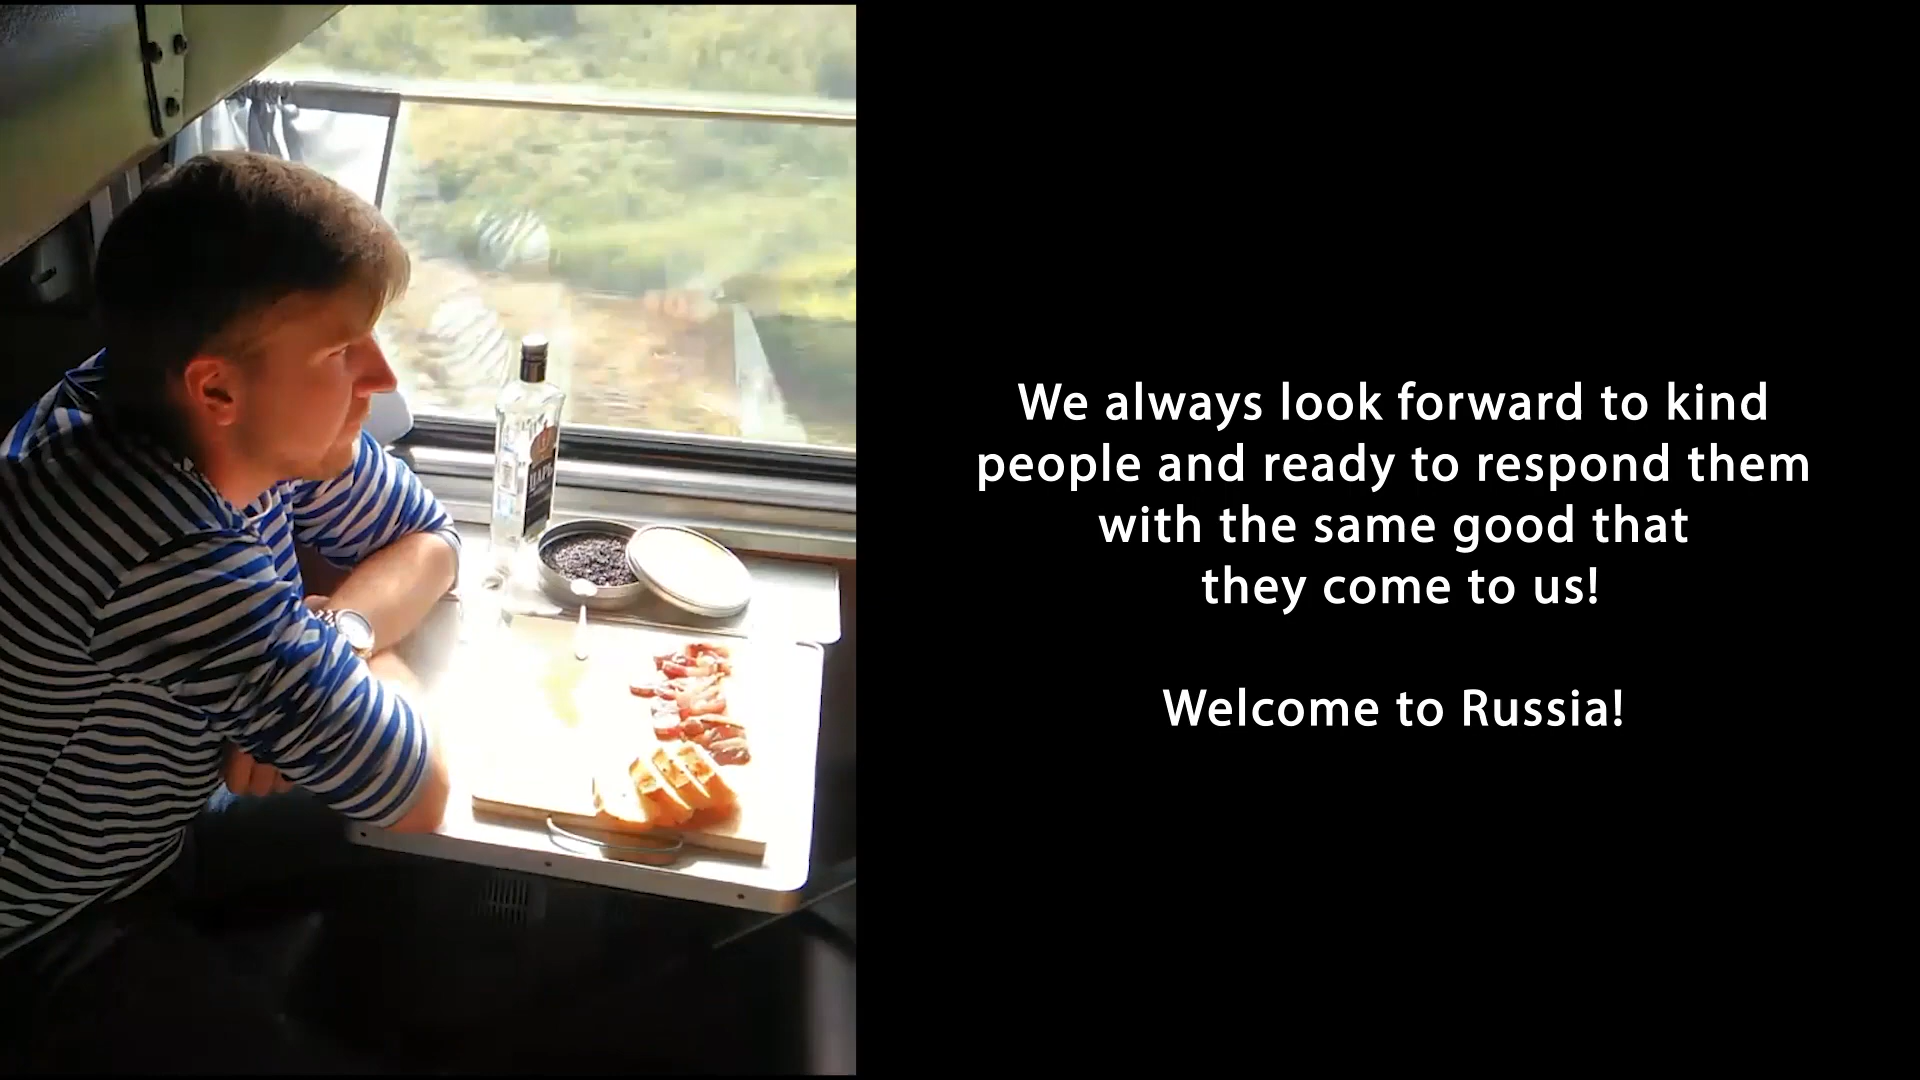 ЦАРЬ
We always look forward to kind
people and ready to respond them
with the same good that
they come to us!
Welcome to Russia!